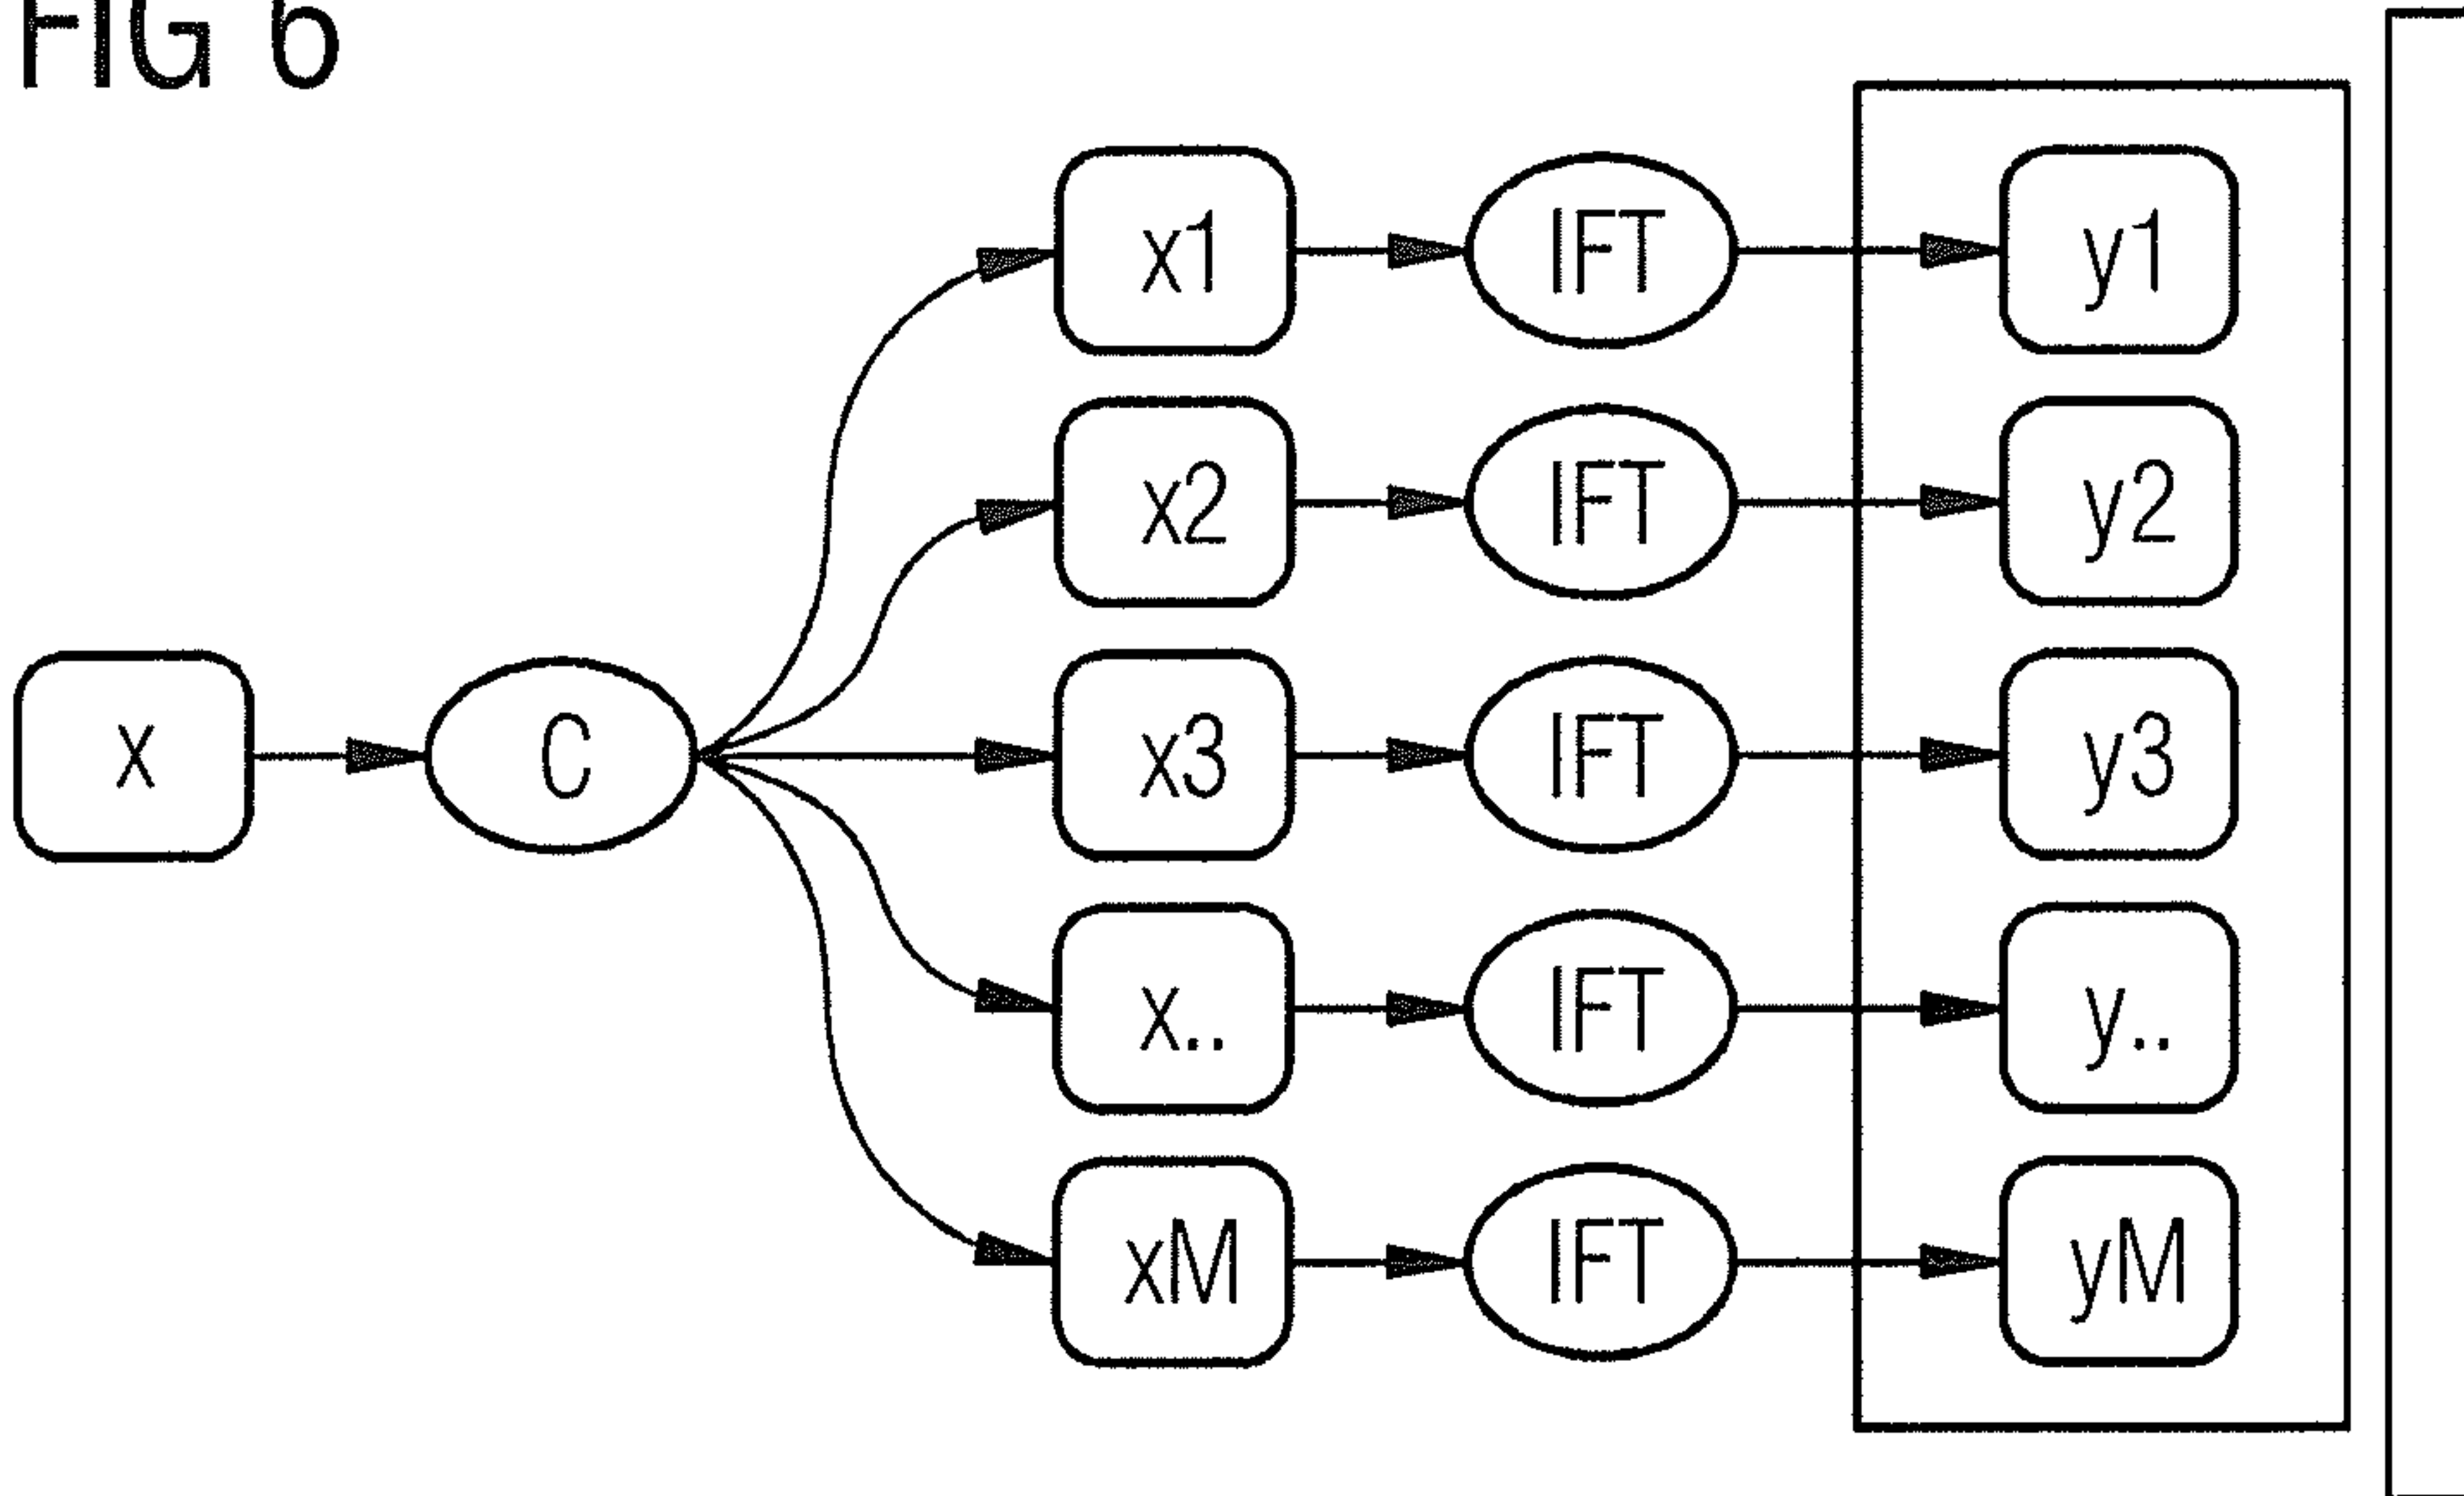 FIG 6
x1 IFT y1
x2 IFT y2
x C x3 IFT y3
x.. IFT y..
xM IFT yM